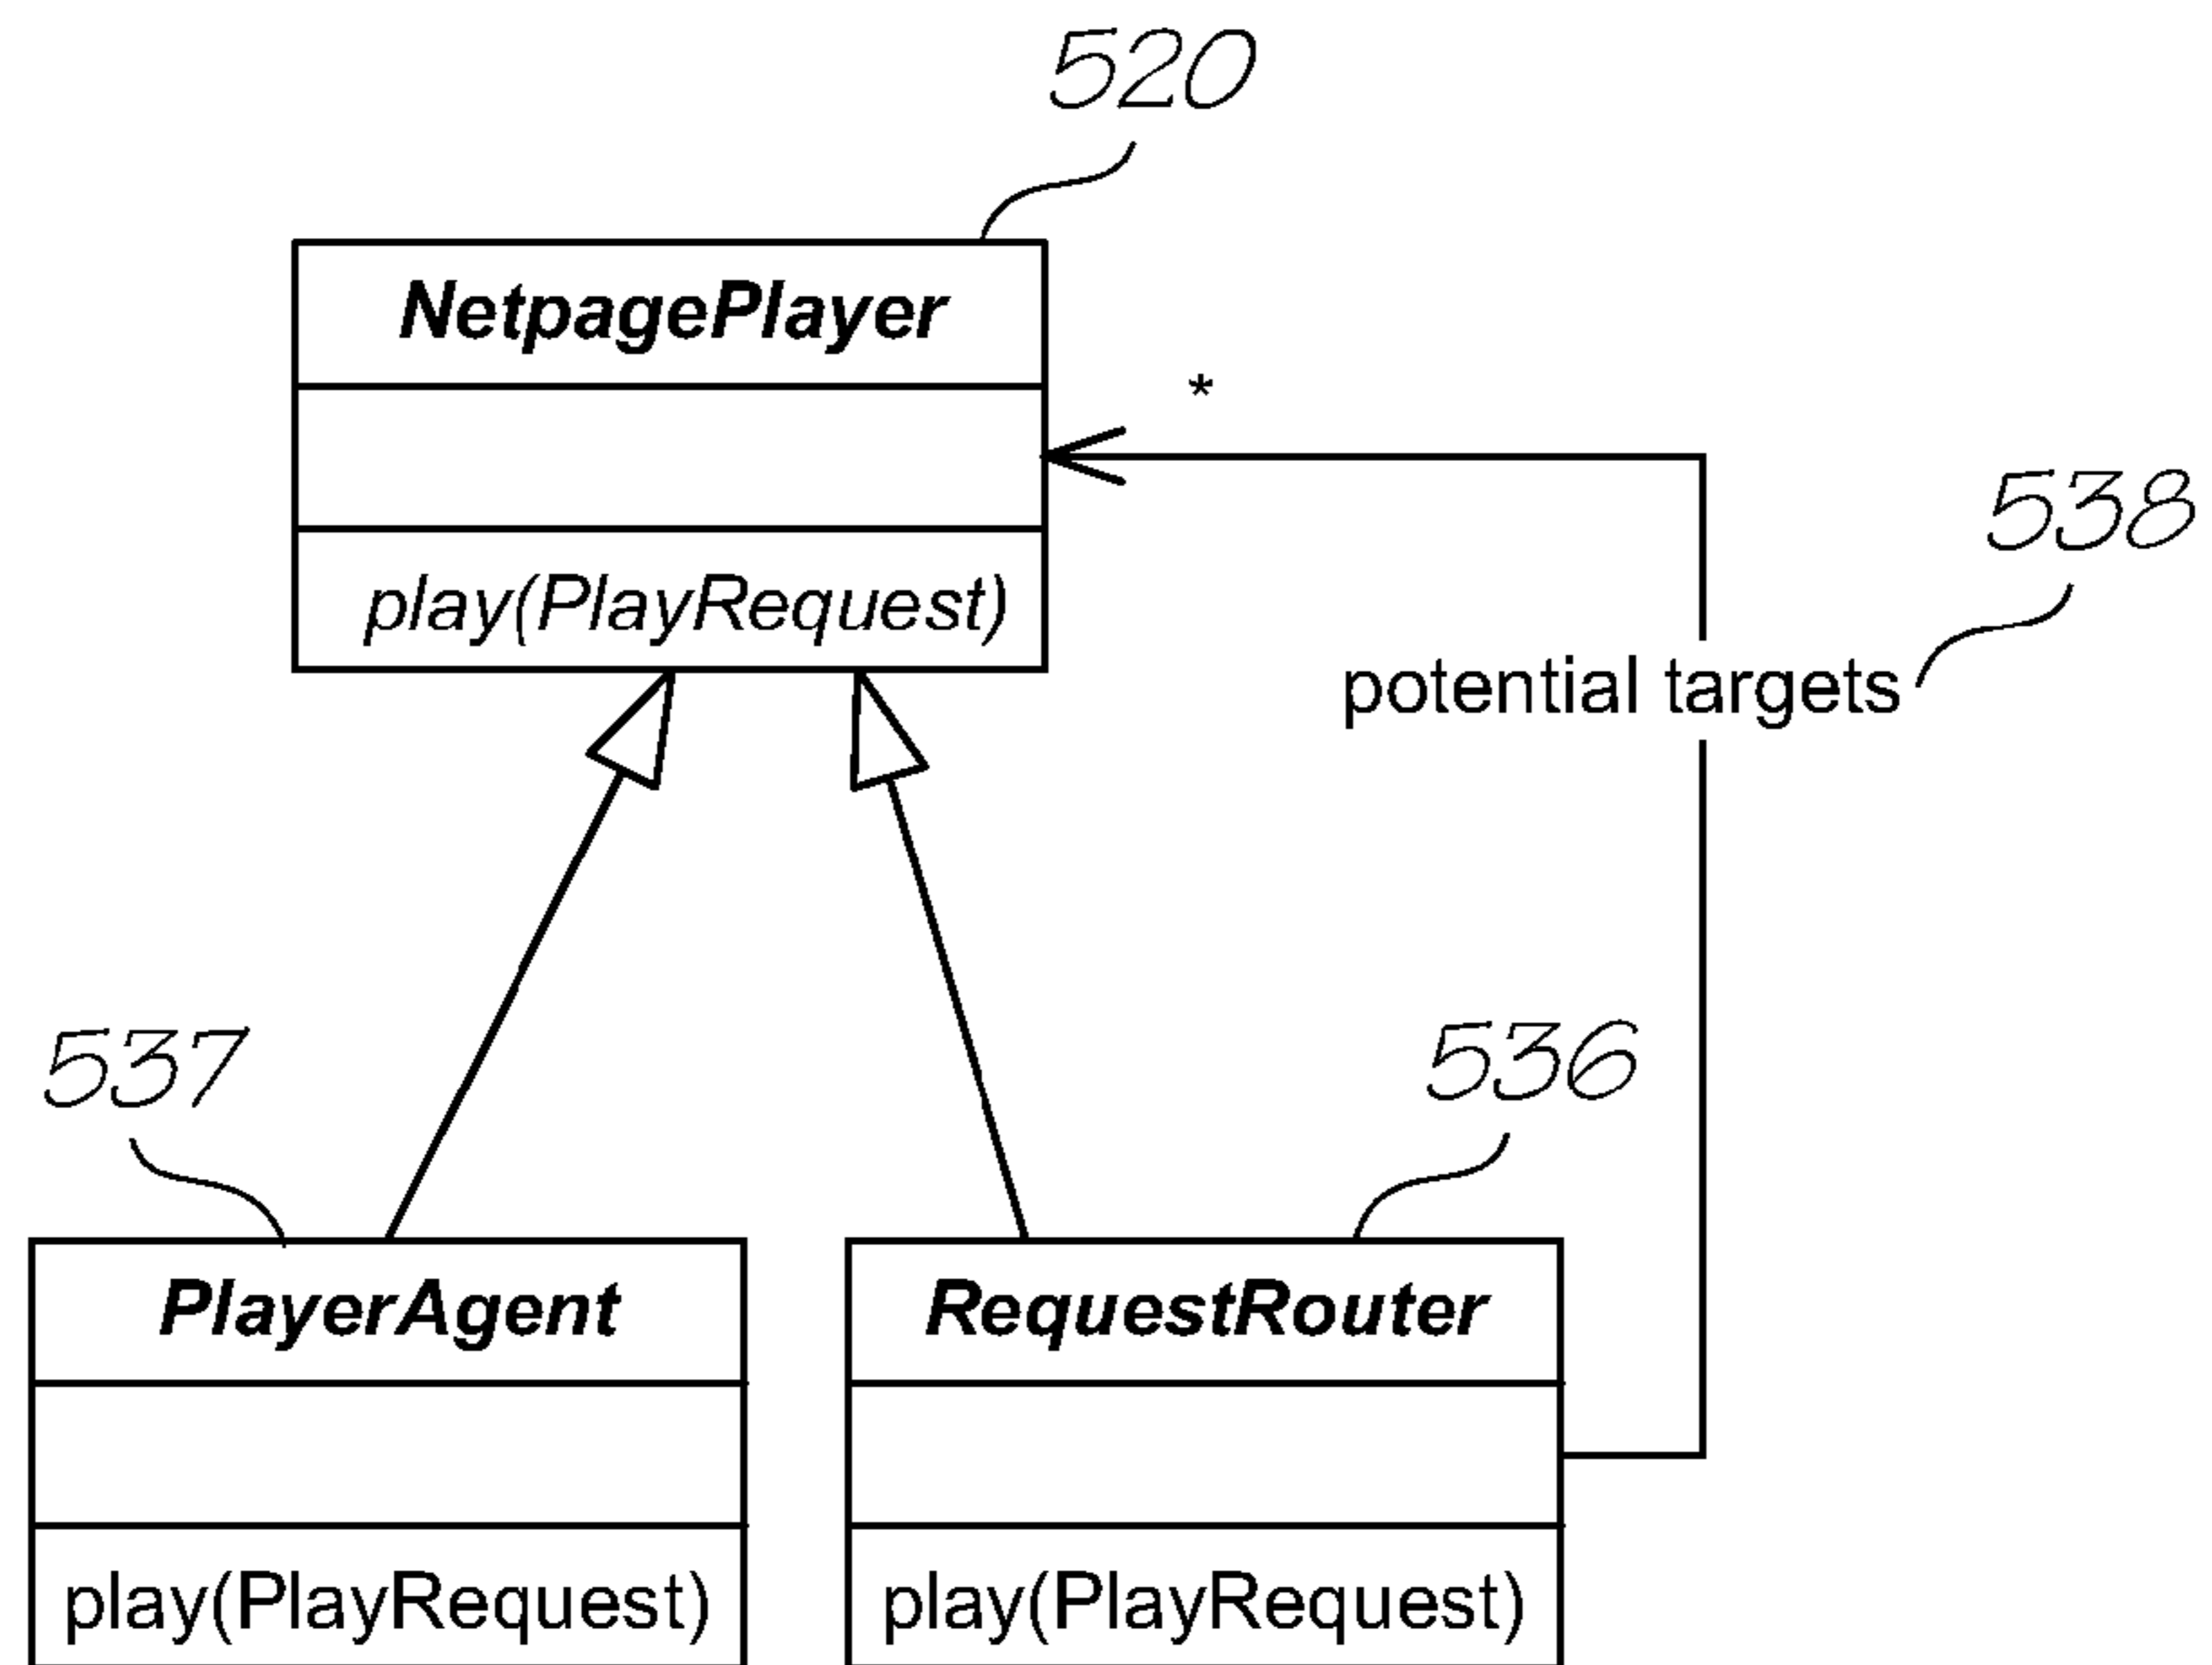 520
NetpagePlayer
*
538
play(PlayRequest)
potential targets
537
536
PlayerAgent
RequestRouter
play(PlayRequest)
play(PlayRequest)